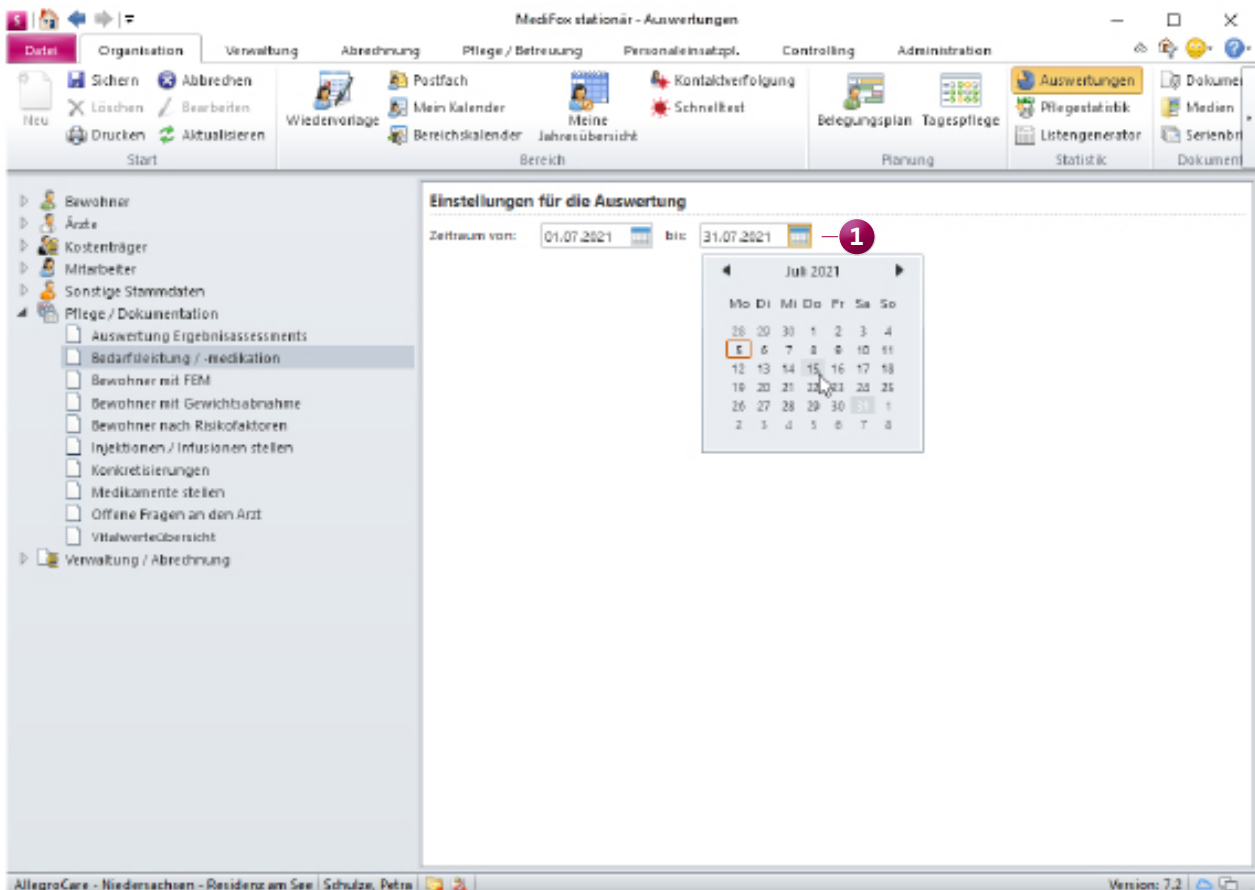 S MediFox stationär - Auswertungen
Datei Organisation Verwaltung Abrechnung Pflege / Betreuung Personaleinsatzpl. Controlling Administration
Neu
Sichern Abbrechen
Löschen Bearbeiten
Drucken Aktualisieren
Start
Wiedervorlage
Postfach
Mein Kalender
Bereichskalender
Meine
Jahresübersicht
Kontaktverfolgung
Schnelltest
Bereich
Belegungsplan Tagespflege
Planung
Auswertungen
Pflegestatistik
Listengenerator
Statistik
Dokume
Medien
Serienbri
Dokument
Bewohner
Ärzte
Kostenträger
Mitarbeiter
Sonstige Stammdaten
Pflege / Dokumentation
Auswertung Ergebnisassessments
Bedarfsleistung / -medikation
Bewohner mit FEM
Bewohner mit Gewichtsabnahme
Bewohner nach Risikofaktoren
Injektionen / Infusionen stellen
Konkretisierungen
Medikamente stellen
Offene Fragen an den Arzt
Vitalwerteübersicht
Verwaltung / Abrechnung
Einstellungen für die Auswertung
Zeitraum von: 01.07.2021 bis: 31.07.2021 1
Juli 2021
Mo Di Mi Do Fr Sa So
28 29 30 1 2 3 4
5 6 7 8 9 10 11
12 13 14 15 16 17 18
19 20 21 22 23 24 25
26 27 28 29 30 31 1
2 3 4 5 6 7 8
AllegroCare - Niedersachsen - Residenz am See Schulze, Petra Version: 7.2